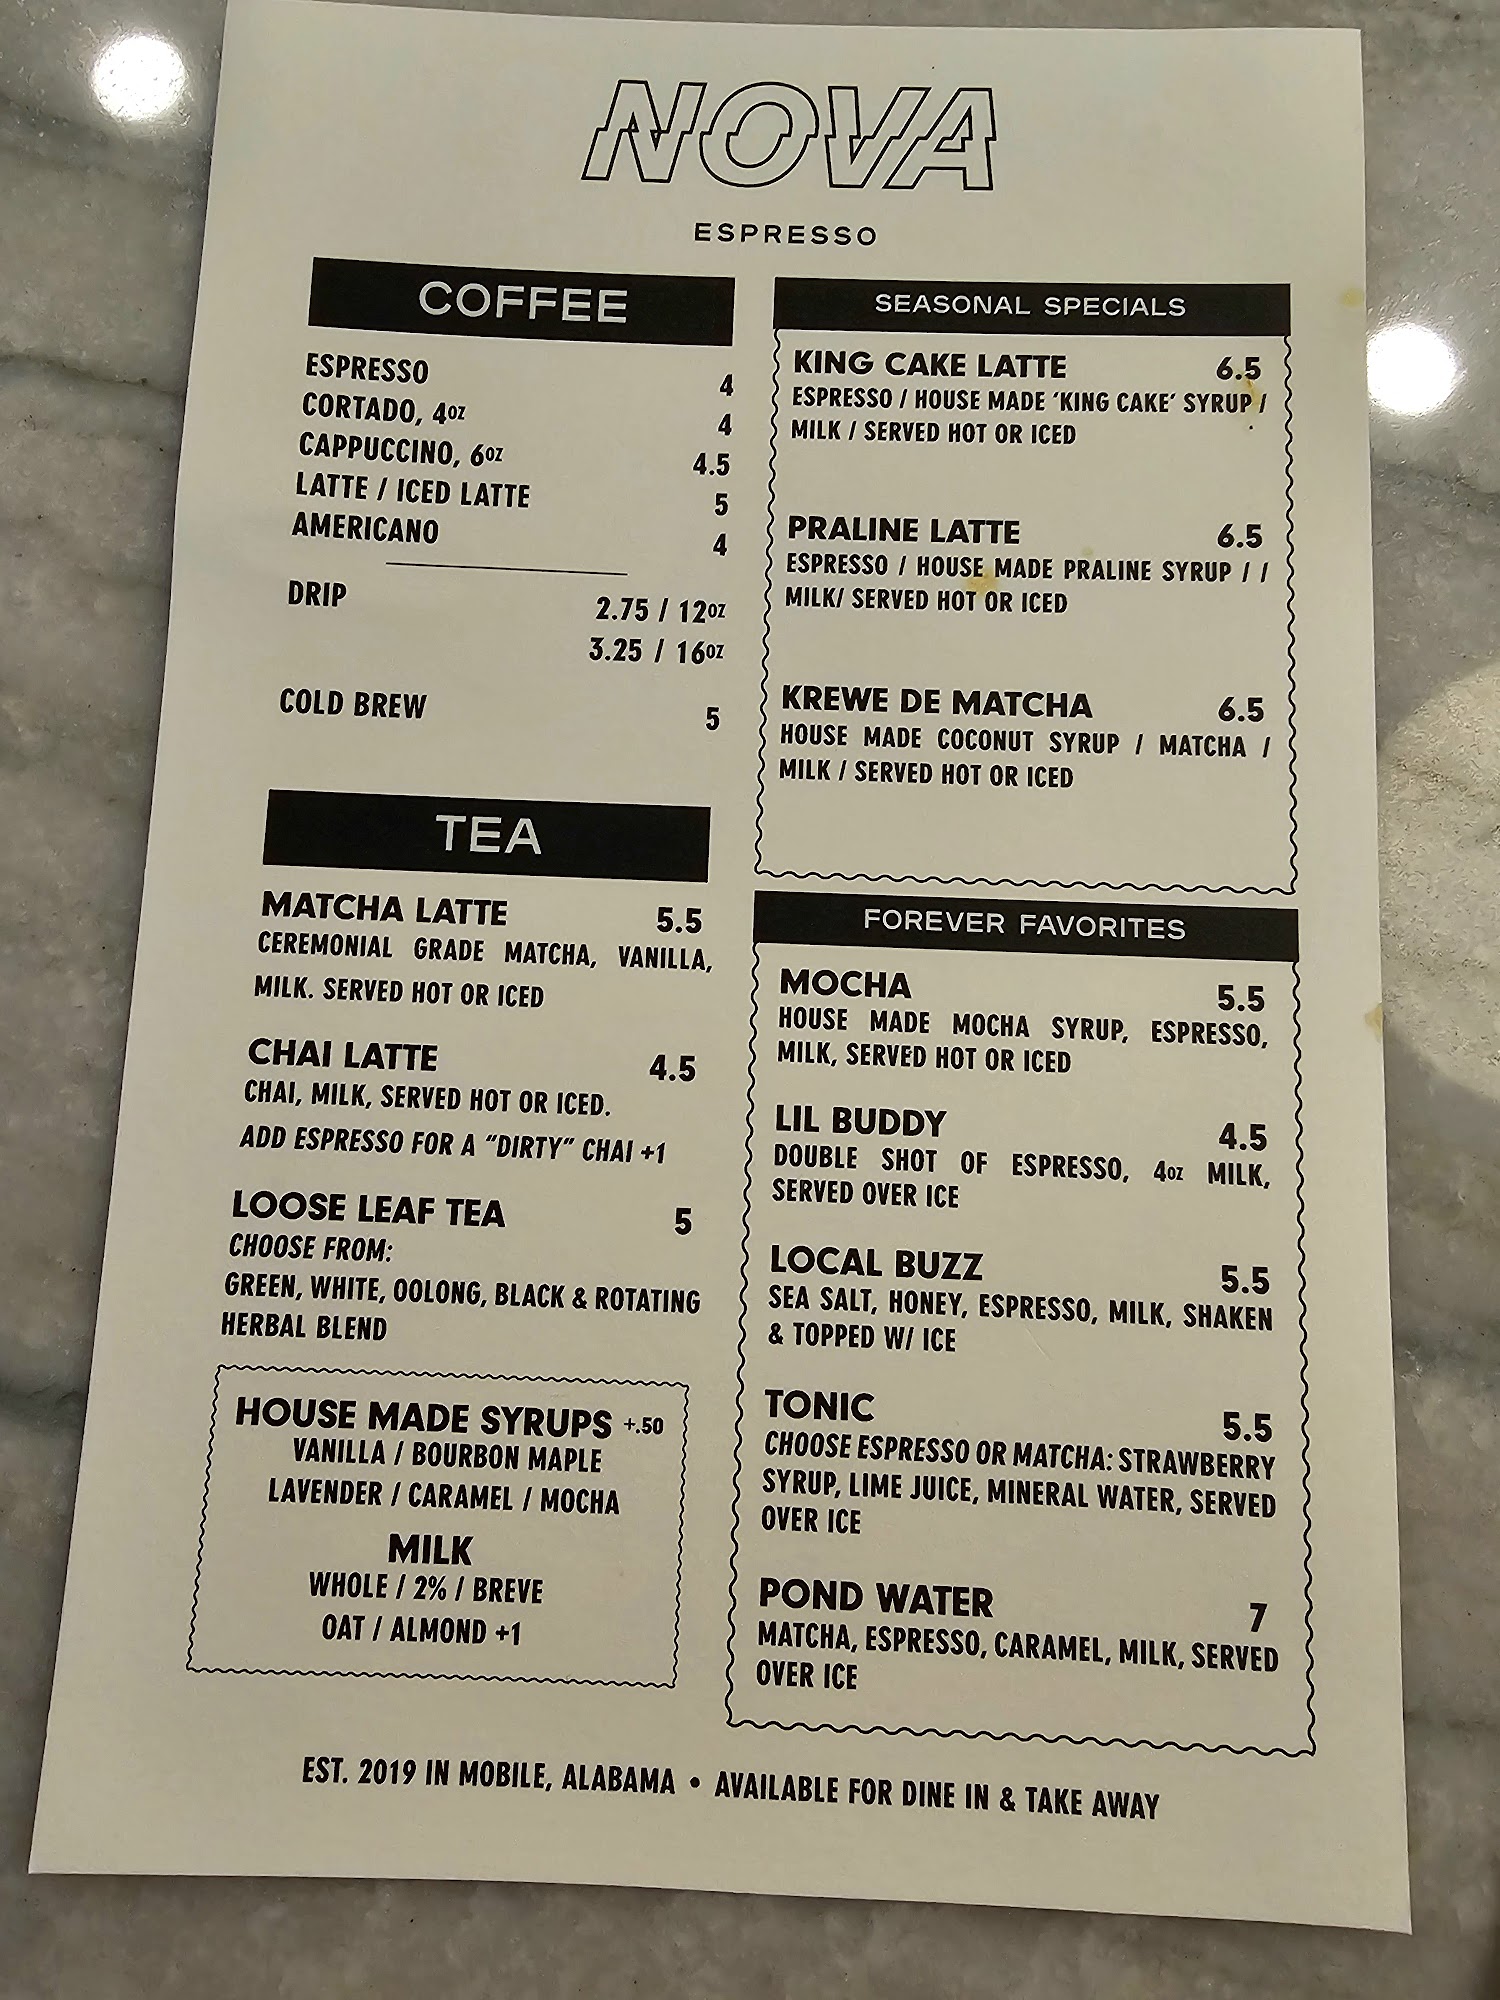 NOVA
ESPRESSO
COFFEE
ESPRESSO 4
CORTADO, 4OZ 4
CAPPUCCINO, 6OZ 4.5
LATTE / ICED LATTE 5
AMERICANO 4
DRIP 2.75 / 12OZ
3.25 / 16OZ
COLD BREW 5
TEA
MATCHA LATTE 5.5
CEREMONIAL GRADE MATCHA, VANILLA,
MILK. SERVED HOT OR ICED
CHAI LATTE 4.5
CHAI, MILK, SERVED HOT OR ICED.
ADD ESPRESSO FOR A "DIRTY" CHAI +1
LOOSE LEAF TEA 5
CHOOSE FROM:
GREEN, WHITE, OOLONG, BLACK & ROTATING
HERBAL BLEND
HOUSE MADE SYRUPS +.50
VANILLA / BOURBON MAPLE
LAVENDER / CARAMEL / MOCHA
MILK
WHOLE / 2% / BREVE
OAT / ALMOND +1
SEASONAL SPECIALS
KING CAKE LATTE 6.5
ESPRESSO / HOUSE MADE 'KING CAKE' SYRUP /
MILK / SERVED HOT OR ICED
PRALINE LATTE 6.5
ESPRESSO / HOUSE MADE PRALINE SYRUP / /
MILK/ SERVED HOT OR ICED
KREWE DE MATCHA 6.5
HOUSE MADE COCONUT SYRUP / MATCHA /
MILK / SERVED HOT OR ICED
FOREVER FAVORITES
MOCHA 5.5
HOUSE MADE MOCHA SYRUP, ESPRESSO,
MILK, SERVED HOT OR ICED
LIL BUDDY 4.5
DOUBLE SHOT OF ESPRESSO, 4OZ MILK,
SERVED OVER ICE
LOCAL BUZZ 5.5
SEA SALT, HONEY, ESPRESSO, MILK, SHAKEN
& TOPPED W/ ICE
TONIC 5.5
CHOOSE ESPRESSO OR MATCHA: STRAWBERRY
SYRUP, LIME JUICE, MINERAL WATER, SERVED
OVER ICE
POND WATER 7
MATCHA, ESPRESSO, CARAMEL, MILK, SERVED
OVER ICE
EST. 2019 IN MOBILE, ALABAMA • AVAILABLE FOR DINE IN & TAKE AWAY